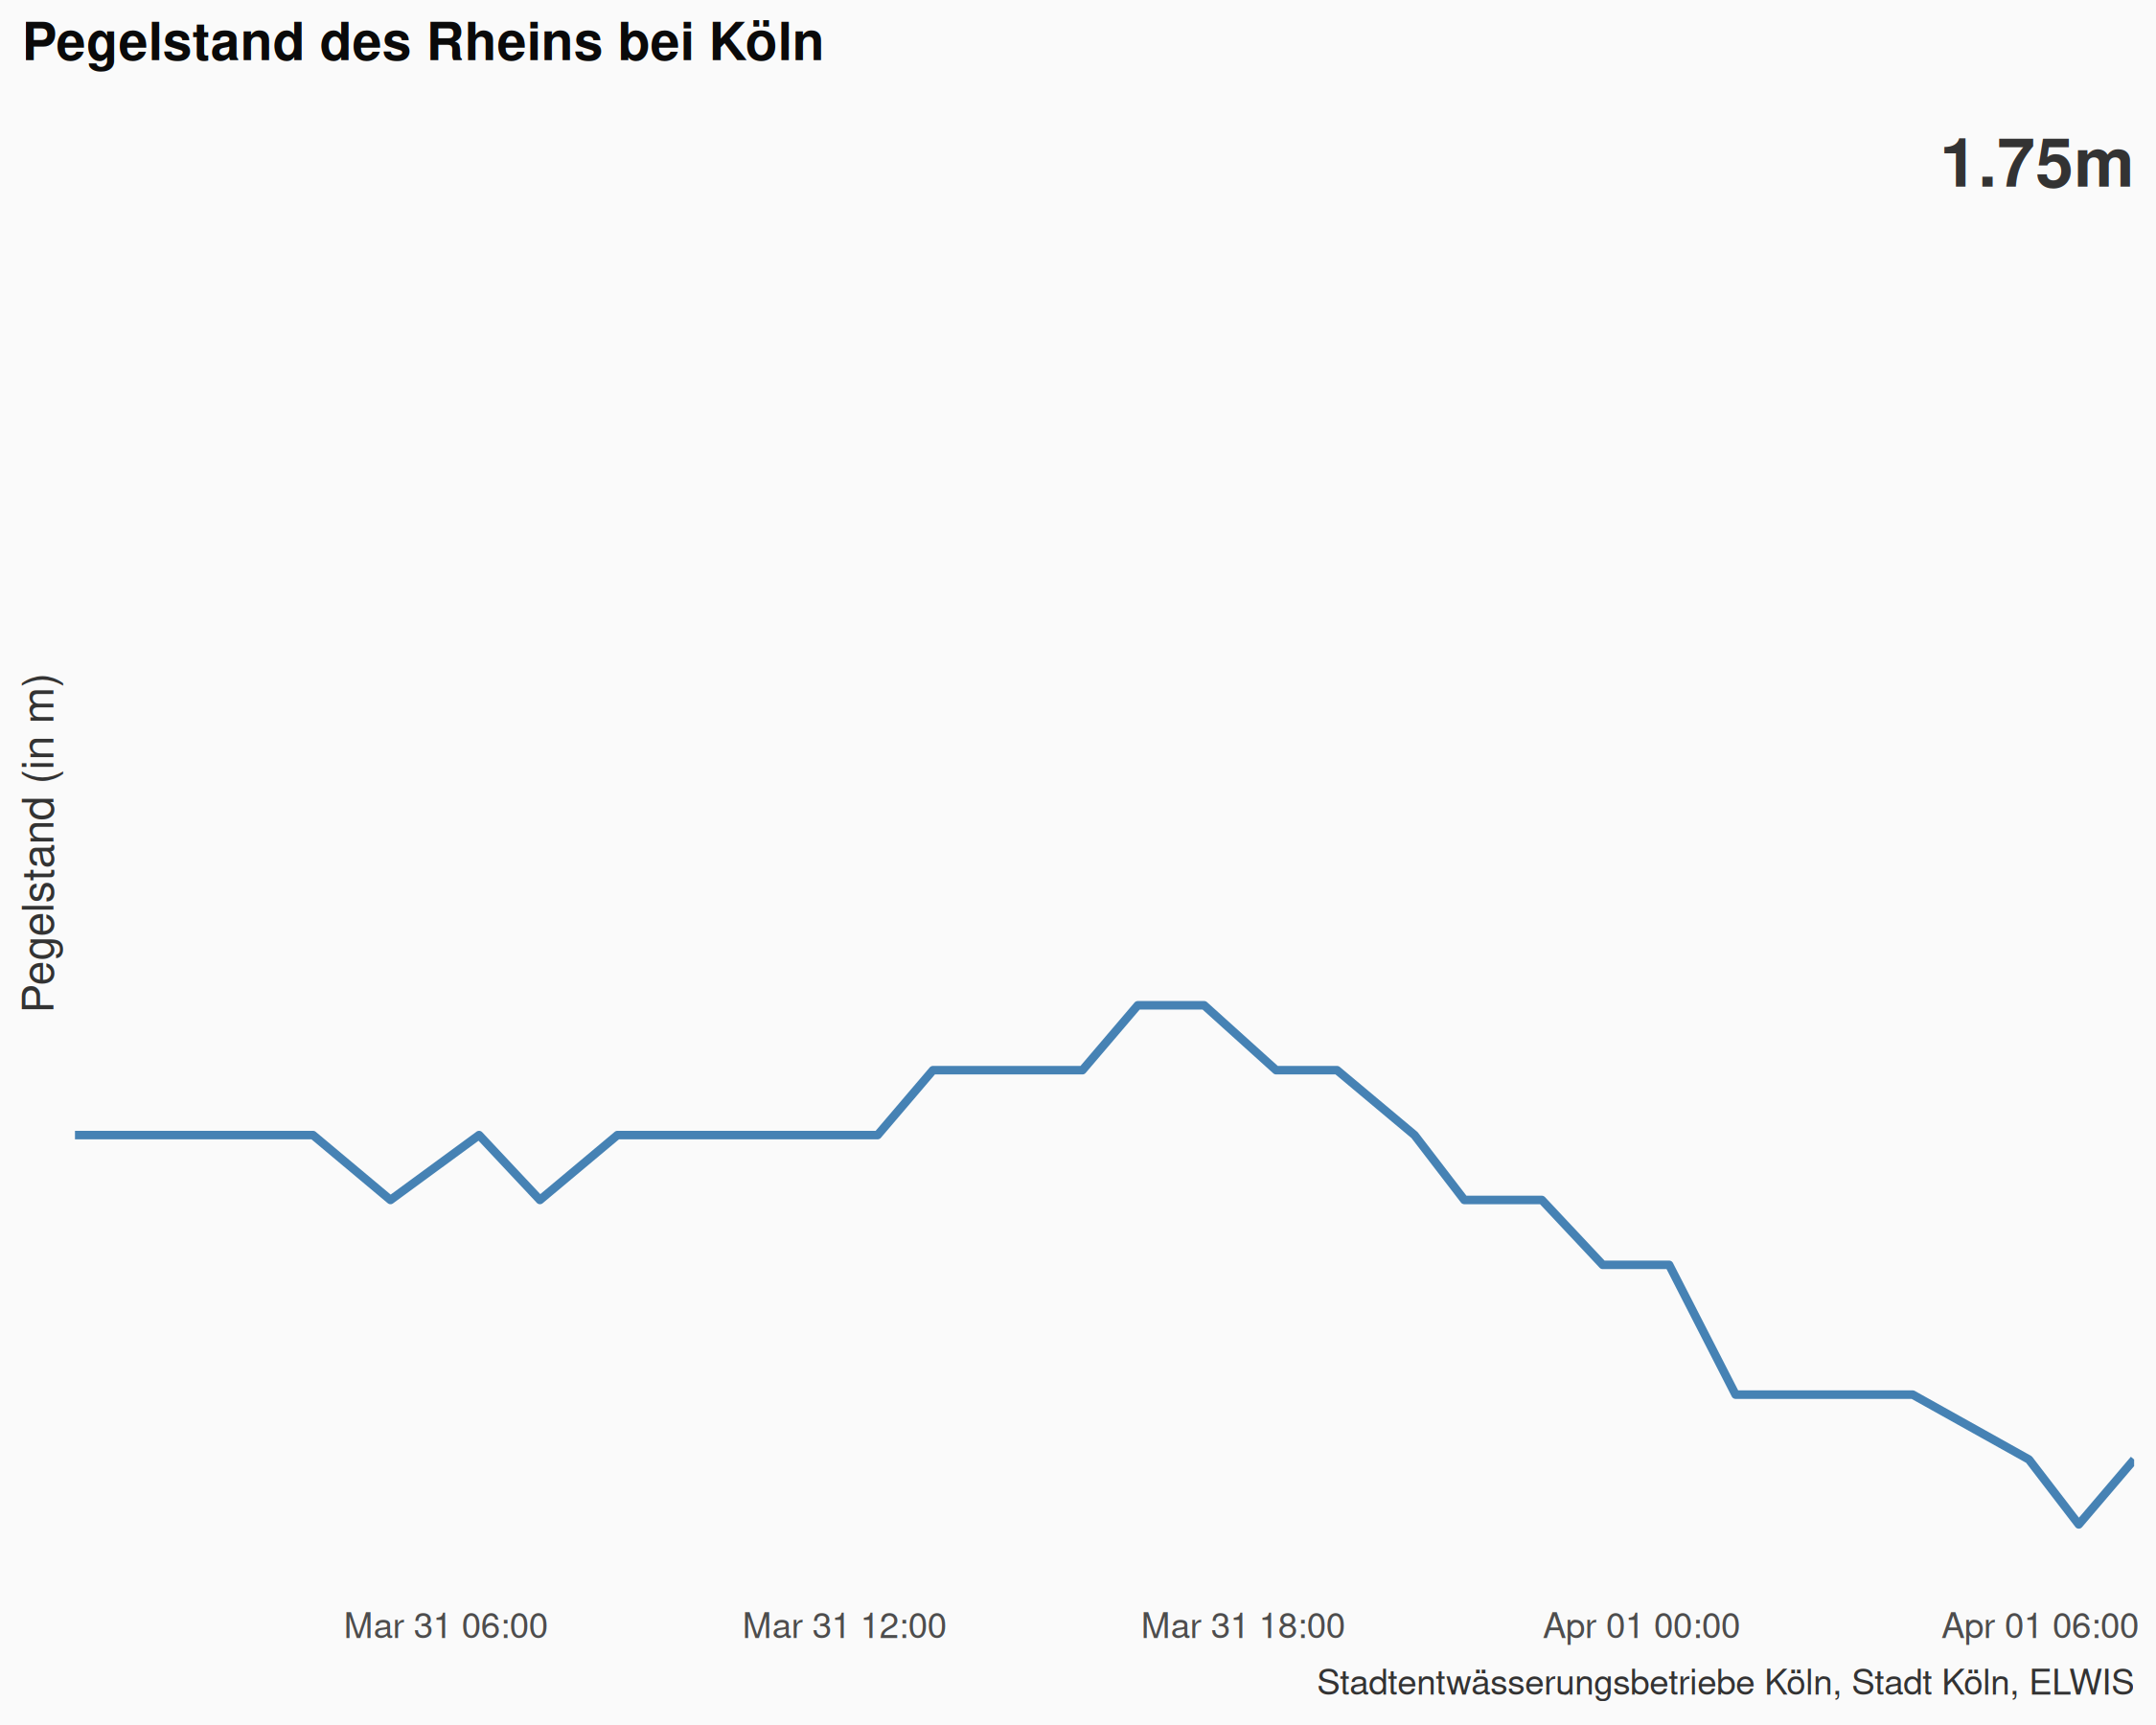 Pegelstand des Rheins bei Köln
1.75m
Pegelstand (in m)
Mar 31 06:00 Mar 31 12:00 Mar 31 18:00 Apr 01 00:00 Apr 01 06:00
Stadtentwässerungsbetriebe Köln, Stadt Köln, ELWIS